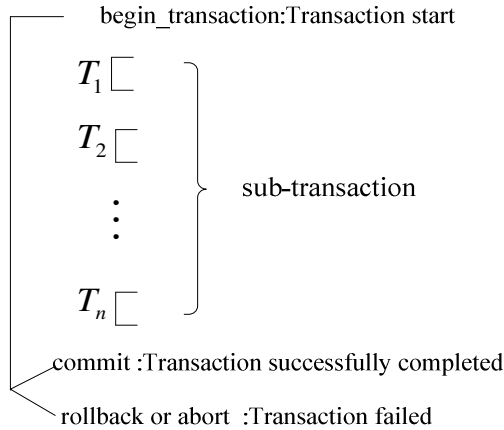 begin_transaction:Transaction start
T1
T2
sub-transaction
Tn
commit :Transaction successfully completed
rollback or abort :Transaction failed